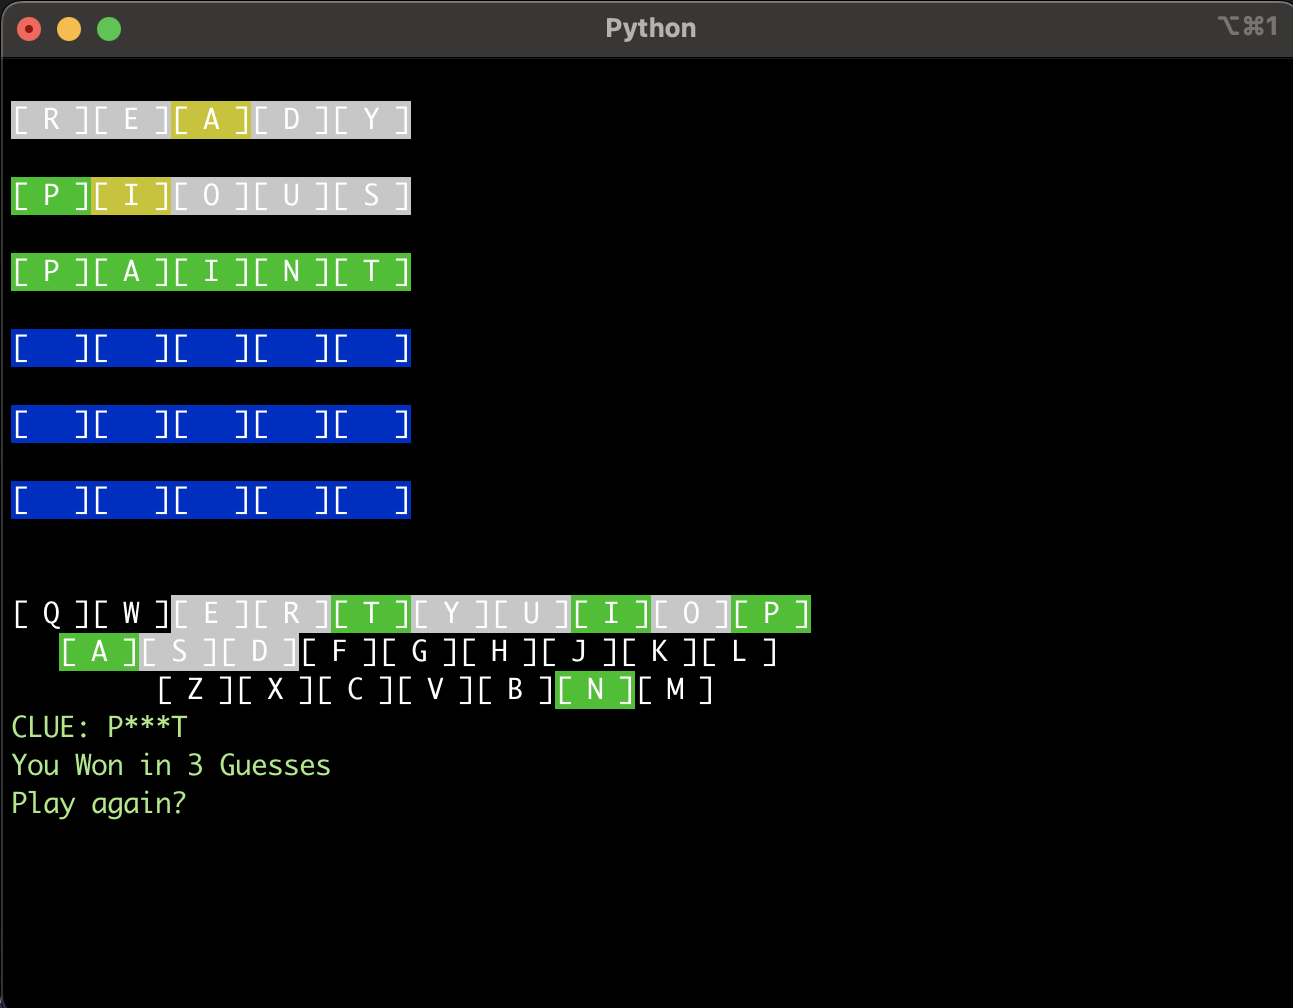 Python
⌥⌘1
[ R ][ E ][ A ][ D ][ Y ]
[ P ][ I ][ O ][ U ][ S ]
[ P ][ A ][ I ][ N ][ T ]
[   ][   ][   ][   ][   ]
[   ][   ][   ][   ][   ]
[   ][   ][   ][   ][   ]
[ Q ][ W ][ E ][ R ][ T ][ Y ][ U ][ I ][ O ][ P ]
[ A ][ S ][ D ][ F ][ G ][ H ][ J ][ K ][ L ]
[ Z ][ X ][ C ][ V ][ B ][ N ][ M ]
CLUE: P***T
You Won in 3 Guesses
Play again?